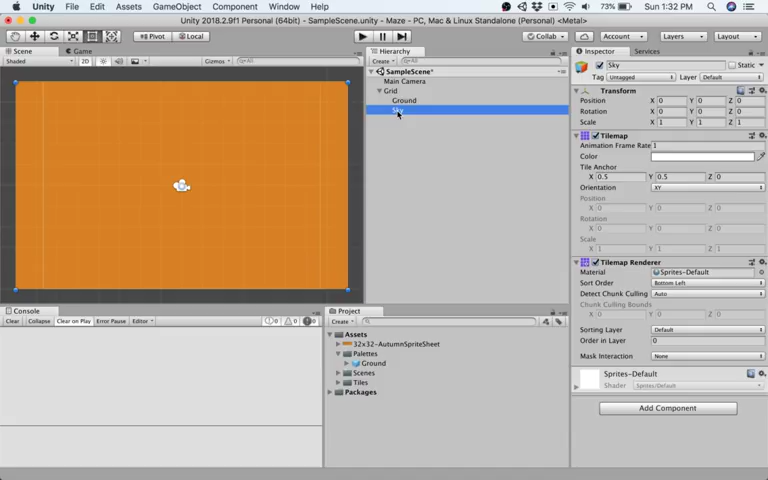 Unity File Edit Assets GameObject Component Window Help 73% Sun 1:32 PM
Unity 2018.2.9f1 Personal (64bit) - SampleScene.unity - Maze - PC, Mac & Linux Standalone (Personal) <Metal>
Pivot Local Collab Account Layers Layout
Scene Game
Shaded 2D Gizmos All
Hierarchy
Create All
SampleScene*
Main Camera
Grid
Ground
Sky
Inspector Services
Sky Static
Tag Untagged Layer Default
Transform
Position X 0 Y 0 Z 0
Rotation X 0 Y 0 Z 0
Scale X 1 Y 1 Z 1
Tilemap
Animation Frame Rate 1
Color
Tile Anchor
X 0.5 Y 0.5 Z 0
Orientation XY
Position
X 0 Y 0 Z 0
Rotation
X 0 Y 0 Z 0
Scale
X 1 Y 1 Z 1
Tilemap Renderer
Material Sprites-Default
Sort Order Bottom Left
Detect Chunk Culling Auto
Chunk Culling Bounds
X 0 Y 0 Z 0
Sorting Layer Default
Order in Layer 0
Mask Interaction None
Sprites-Default
Shader Sprites/Default
Add Component
Console
Clear Collapse Clear on Play Error Pause Editor 0 0 0
Project
Create
Assets
32x32-AutumnSpriteSheet
Palettes
Ground
Scenes
Tiles
Packages